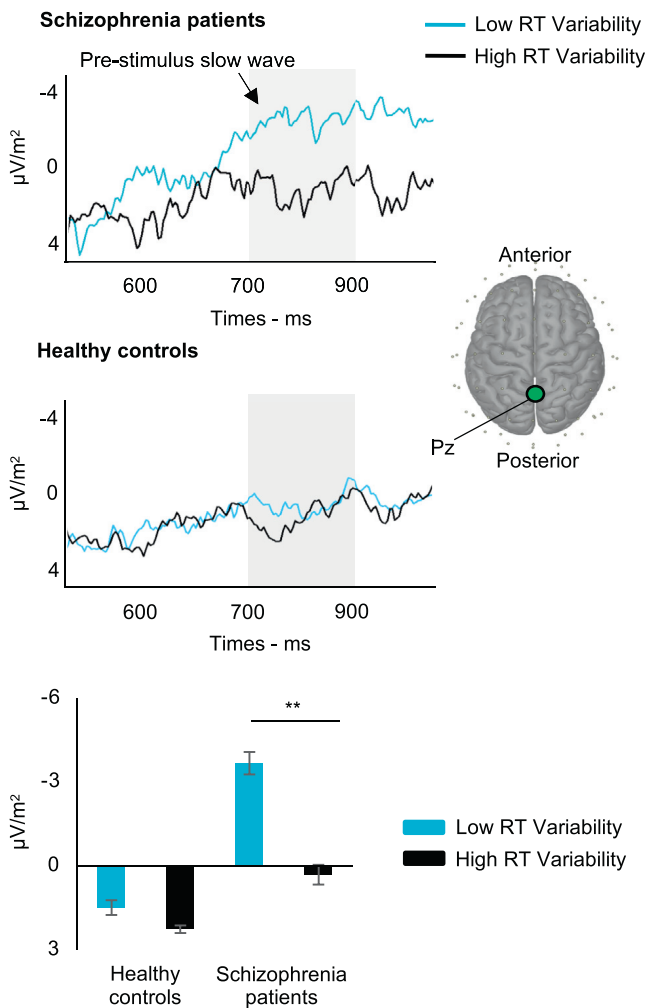 Schizophrenia patients
Low RT Variability
High RT Variability
Pre-stimulus slow wave
-4
0
4
µV/m²
600
700
900
Times - ms
Anterior
Pz
Posterior
Healthy controls
-4
0
4
µV/m²
600
700
900
Times - ms
-6
-3
0
3
µV/m²
**
Low RT Variability
High RT Variability
Healthy
controls
Schizophrenia
patients